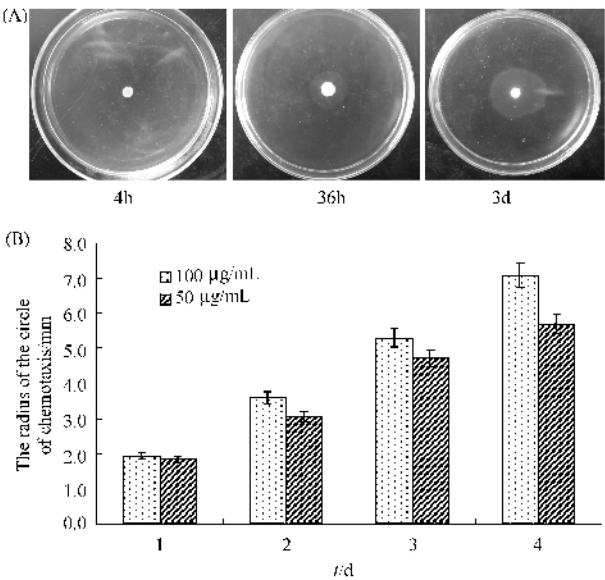 (A)
4h
36h
3d
(B)
The radius of the circle
of chemotaxis/mm
8.0
7.0
6.0
5.0
4.0
3.0
2.0
1.0
0.0
100 μg/mL
50 μg/mL
1
2
3
4
t/d